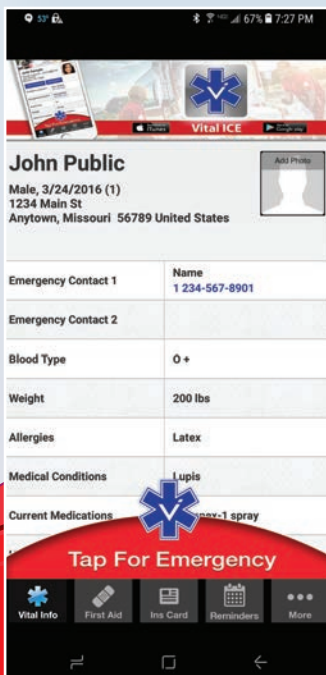 53° 67% 7:27 PM
iTunes Vital ICE Google play
John Public
Add Photo
Male, 3/24/2016 (1)
1234 Main St
Anytown, Missouri 56789 United States
Emergency Contact 1 Name
1 234-567-8901
Emergency Contact 2
Blood Type O +
Weight 200 lbs
Allergies Latex
Medical Conditions Lupis
Current Medications -1 spray
Tap For Emergency
Vital Info First Aid Ins Card Reminders More